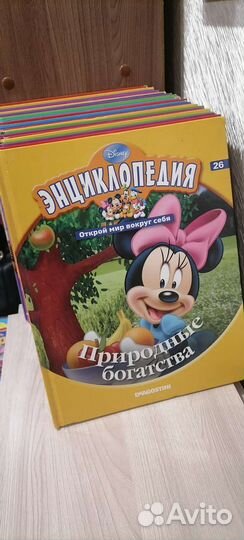 Disney
ЭНЦИКЛОПЕДИЯ
26
Открой мир вокруг себя
Природные
богатства
DeAGOSTINI
Avito